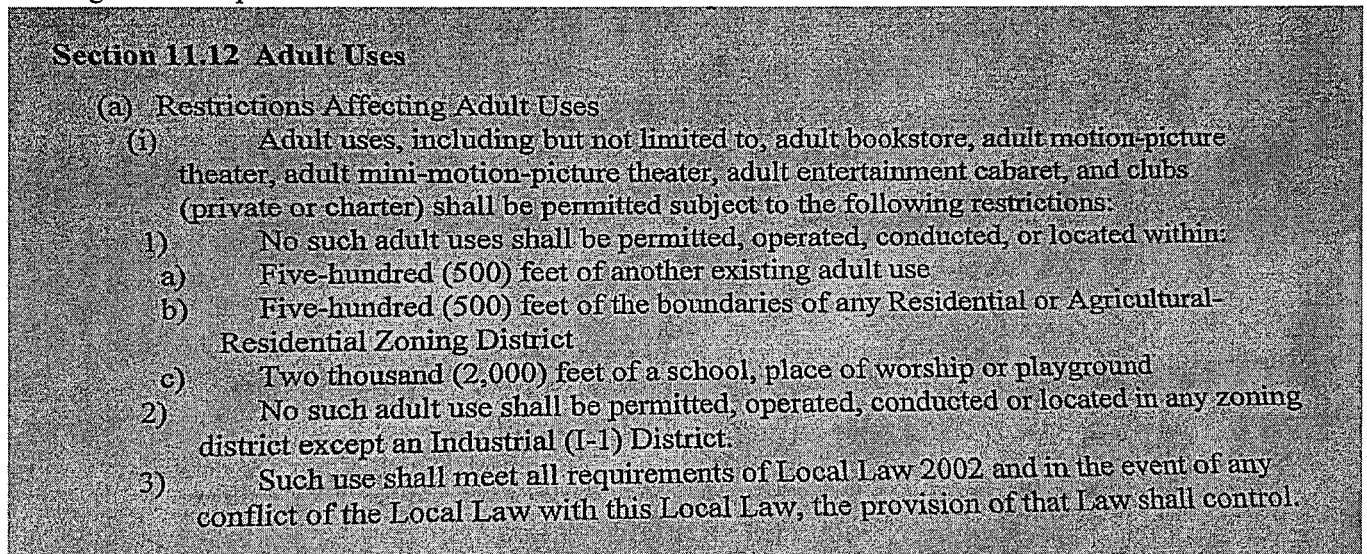 Section 11.12 Adult Uses
(a) Restrictions Affecting Adult Uses
(i) Adult uses, including but not limited to, adult bookstore, adult motion-picture
theater, adult mini-motion-picture theater, adult entertainment cabaret, and clubs
(private or charter) shall be permitted subject to the following restrictions:
1) No such adult uses shall be permitted, operated, conducted, or located within:
a) Five-hundred (500) feet of another existing adult use
b) Five-hundred (500) feet of the boundaries of any Residential or Agricultural-
Residential Zoning District
c) Two thousand (2,000) feet of a school, place of worship or playground
2) No such adult use shall be permitted, operated, conducted or located in any zoning
district except an Industrial (I-1) District.
3) Such use shall meet all requirements of Local Law 2002 and in the event of any
conflict of the Local Law with this Local Law, the provision of that Law shall control.